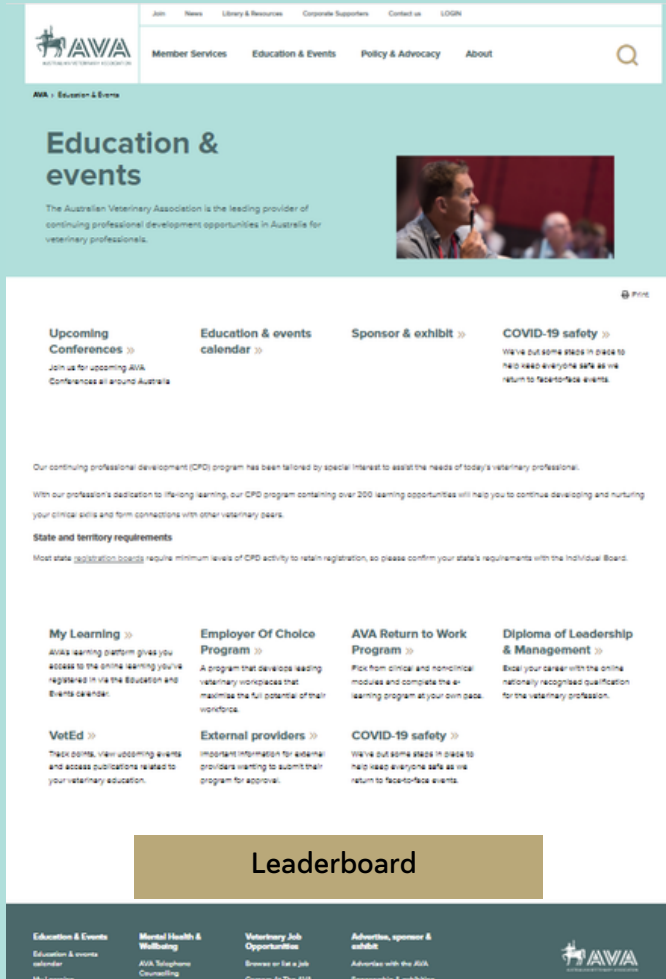 Join News Library & Resources Corporate Supporters Contact us LOGIN
AVA
AUSTRALIAN VETERINARY ASSOCIATION
Member Services Education & Events Policy & Advocacy About
AVA › Education & Events
Education &
events
The Australian Veterinary Association is the leading provider of
continuing professional development opportunities in Australia for
veterinary professionals.
Print
Upcoming
Conferences »
Join us for upcoming AVA
Conferences all around Australia
Education & events
calendar »
Sponsor & exhibit »
COVID-19 safety »
We've put some steps in place to
help keep everyone safe as we
return to face-to-face events.
Our continuing professional development (CPD) program has been tailored by special interest to assist the needs of today's veterinary professional.
With our profession's dedication to life-long learning, our CPD program containing over 200 learning opportunities will help you to continue developing and nurturing
your clinical skills and form connections with other veterinary peers.
State and territory requirements
Most state registration boards require minimum levels of CPD activity to retain registration, so please confirm your state's requirements with the Individual Board.
My Learning »
AVA's learning platform gives you
access to the online learning you've
registered in via the Education and
Events calendar.
Employer Of Choice
Program »
A program that develops leading
veterinary workplaces that
maximise the full potential of their
workforce.
AVA Return to Work
Program »
Pick from clinical and non-clinical
modules and complete the e-
learning program at your own pace.
Diploma of Leadership
& Management »
Excel your career with the online
nationally recognised qualification
for the veterinary profession.
VetEd »
Track points, view upcoming events
and access publications related to
your veterinary education.
External providers »
Important information for external
providers wanting to submit their
program for approval.
COVID-19 safety »
We've put some steps in place to
help keep everyone safe as we
return to face-to-face events.
Leaderboard
Education & Events
Education & events
calendar
My Learning
Mental Health &
Wellbeing
AVA Telephone
Counselling
Veterinary Job
Opportunities
Browse or list a job
Advertise, sponsor &
exhibit
Advertise with the AVA
AVA
AUSTRALIAN VETERINARY ASSOCIATION